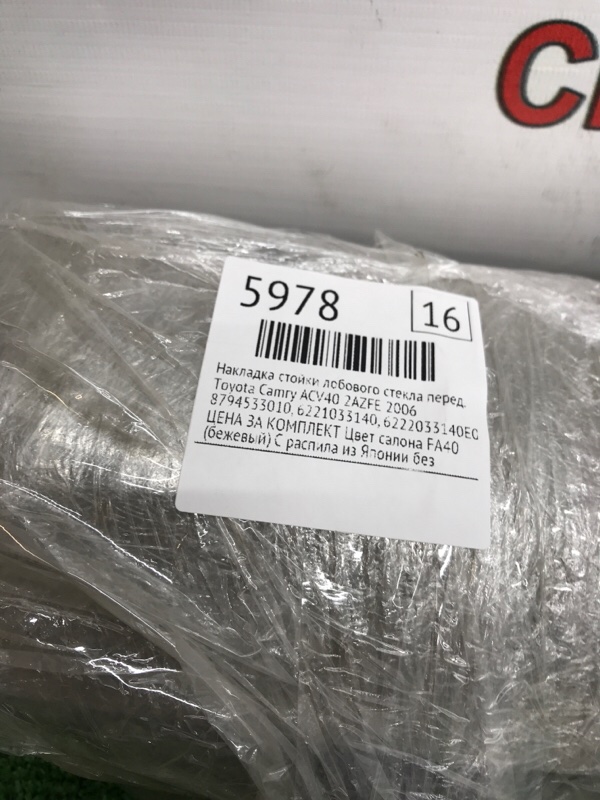 С
5978
16
Накладка стойки лобового стекла перед.
Toyota Camry ACV40 2AZFE 2006
8794533010, 6221033140, 6222033140E0
ЦЕНА ЗА КОМПЛЕКТ Цвет салона FA40
(бежевый) С распила из Японии без